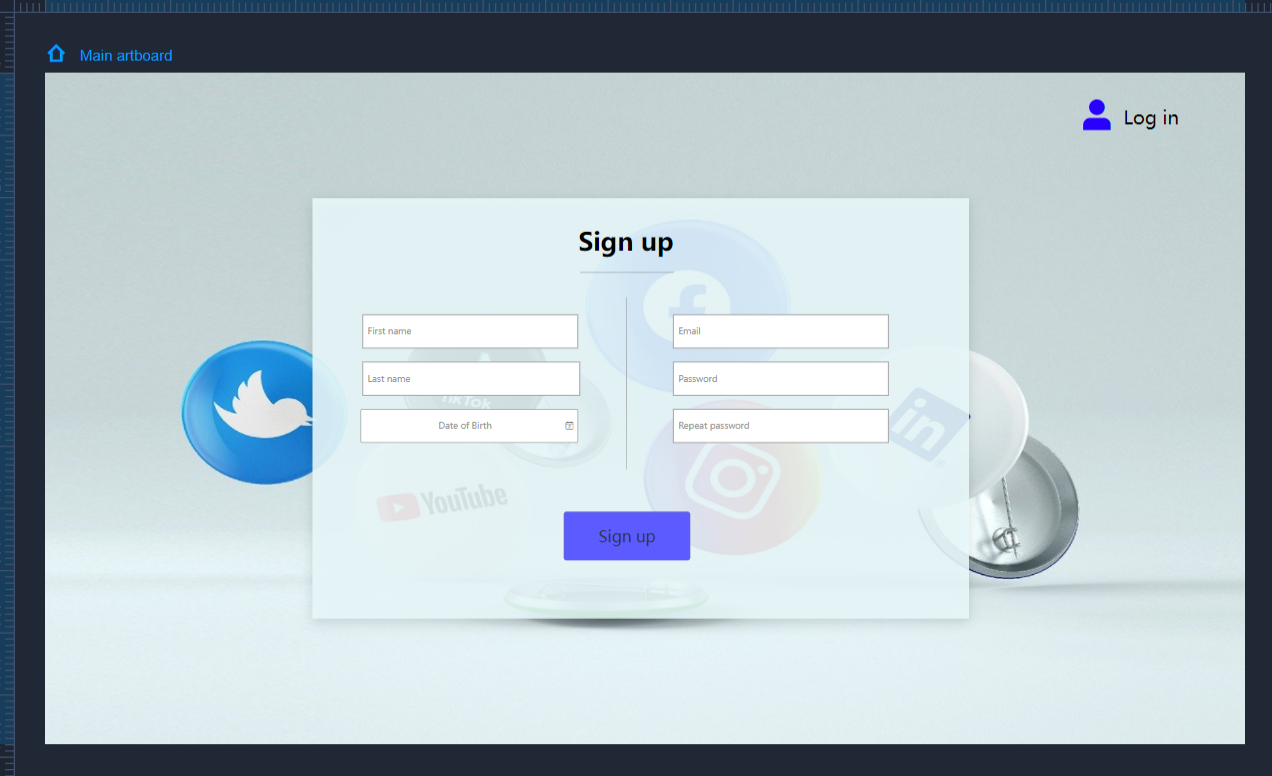 Main artboard
Log in
Sign up
First name
Email
Last name
Password
TikTok
Date of Birth
Repeat password
in
YouTube
Sign up